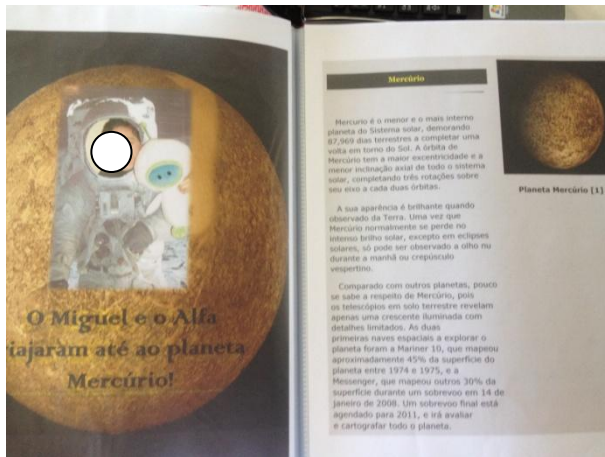 O Miguel e o Alfa
viajaram até ao planeta
Mercúrio!
Mercúrio
Mercurio é o menor e o mais interno
planeta do Sistema solar, demorando
87,969 dias terrestres a completar uma
volta em torno do Sol. A órbita de
Mercúrio tem a maior excentricidade e a
menor inclinação axial de todo o sistema
solar, completando três rotações sobre
seu eixo a cada duas órbitas.
A sua aparência é brilhante quando
observado da Terra. Uma vez que
Mercúrio normalmente se perde no
intenso brilho solar, excepto em eclipses
solares, só pode ser observado a olho nu
durante a manhã ou crepúsculo
vespertino.
Comparado com outros planetas, pouco
se sabe a respeito de Mercúrio, pois
os telescópios em solo terrestre revelam
apenas uma crescente iluminada com
detalhes limitados. As duas
primeiras naves espaciais a explorar o
planeta foram a Mariner 10, que mapeou
aproximadamente 45% da superfície do
planeta entre 1974 e 1975, e a
Messenger, que mapeou outros 30% da
superfície durante um sobrevoo em 14 de
janeiro de 2008. Um sobrevoo final está
agendado para 2011, e irá avaliar
e cartografar todo o planeta.
Planeta Mercúrio [1]